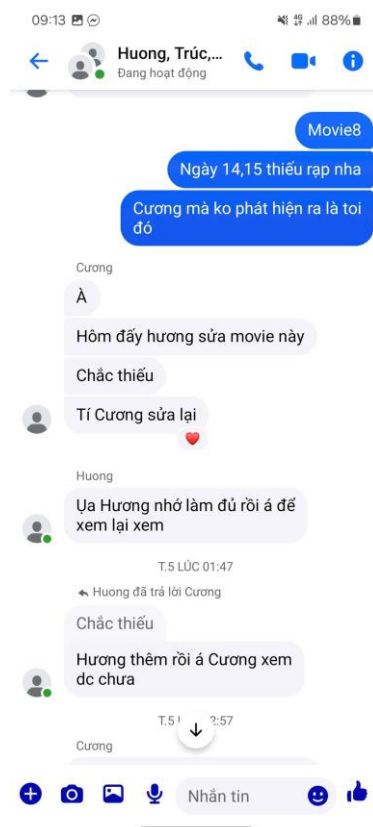 09:13
88%
Huong, Trúc,...
Đang hoạt động
Movie8
Ngày 14,15 thiếu rạp nha
Cương mà ko phát hiện ra là toi
đó
Cương
À
Hôm đấy hương sửa movie này
Chắc thiếu
Tí Cương sửa lại
Huong
Ụa Hương nhớ làm đủ rồi á để
xem lại xem
T.5 LÚC 01:47
Huong đã trả lời Cương
Chắc thiếu
Hương thêm rồi á Cương xem
dc chưa
T.5
2:57
Cương
Nhắn tin